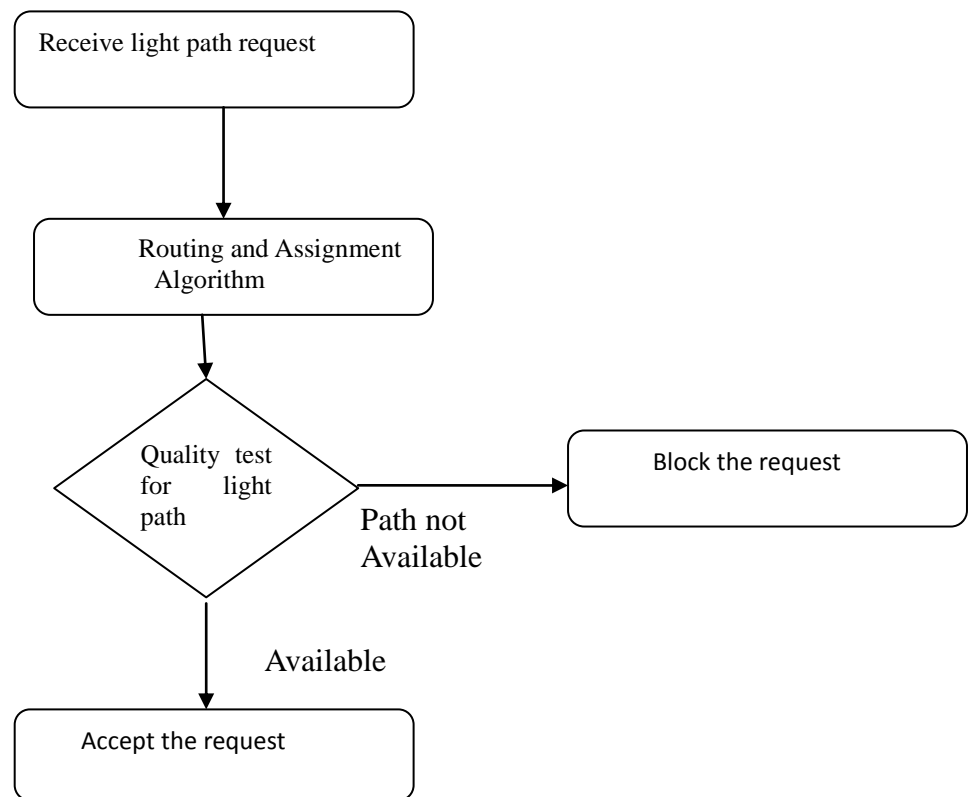 Receive light path request
Routing and Assignment
Algorithm
Quality test
for light
path
Block the request
Path not
Available
Available
Accept the request